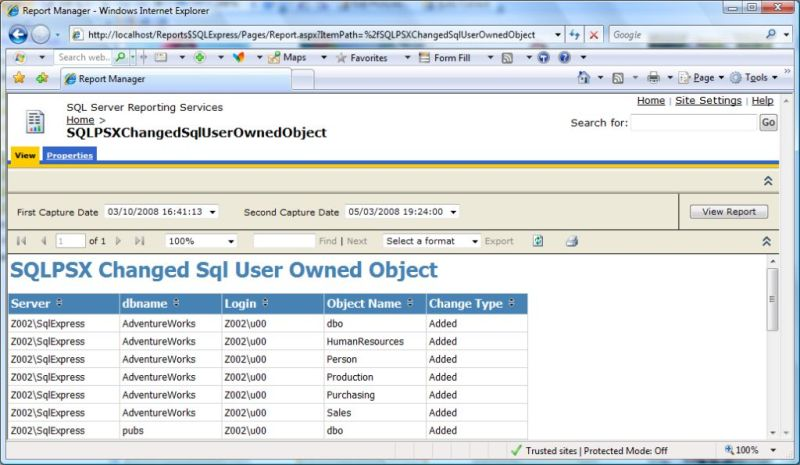 Report Manager - Windows Internet Explorer
http://localhost/Reports$SQLExpress/Pages/Report.aspx?ItemPath=%2fSQLPSXChangedSqlUserOwnedObject
Google
Search web..
Maps
Favorites
Form Fill
Report Manager
Page
Tools
SQL Server Reporting Services
Home >
SQLPSXChangedSqlUserOwnedObject
Home | Site Settings | Help
Search for:
Go
View
Properties
First Capture Date 03/10/2008 16:41:13
Second Capture Date 05/03/2008 19:24:00
View Report
1 of 1
100%
Find | Next
Select a format
Export
SQLPSX Changed Sql User Owned Object
Server dbname Login Object Name Change Type
Z002\SqlExpress AdventureWorks Z002\u00 dbo Added
Z002\SqlExpress AdventureWorks Z002\u00 HumanResources Added
Z002\SqlExpress AdventureWorks Z002\u00 Person Added
Z002\SqlExpress AdventureWorks Z002\u00 Production Added
Z002\SqlExpress AdventureWorks Z002\u00 Purchasing Added
Z002\SqlExpress AdventureWorks Z002\u00 Sales Added
Z002\SqlExpress pubs Z002\u00 dbo Added
Trusted sites | Protected Mode: Off
100%